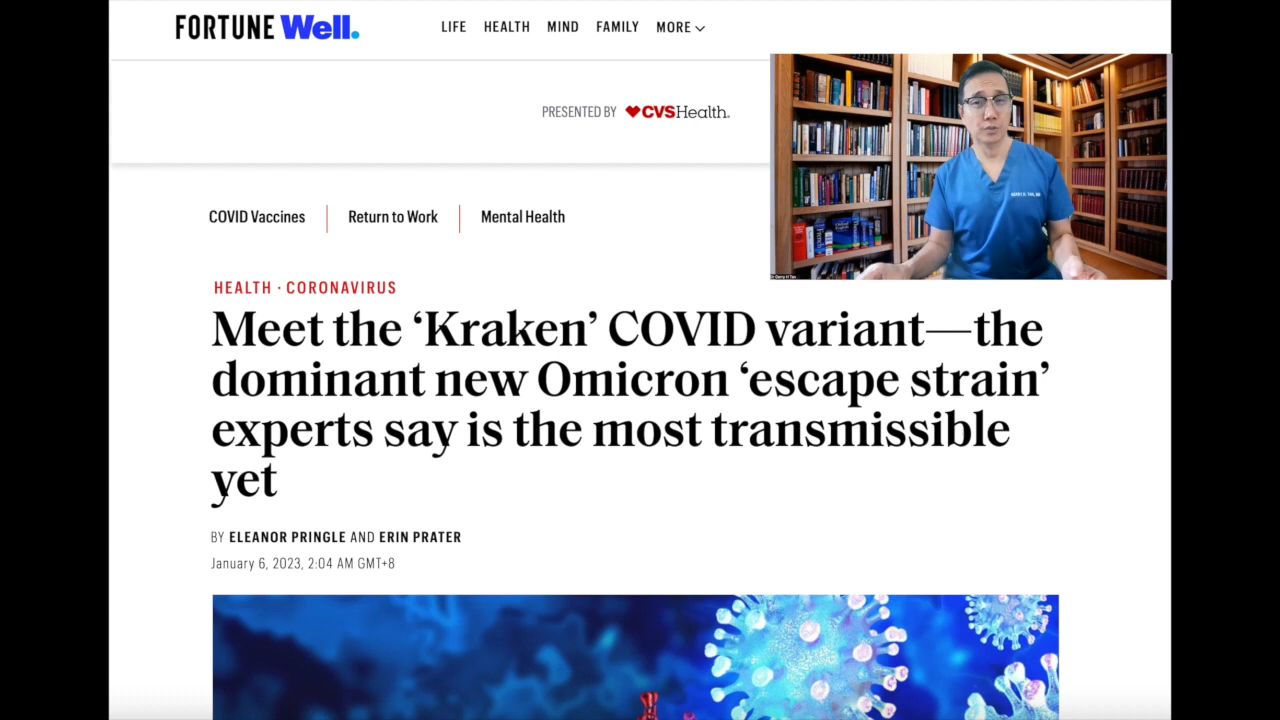 FORTUNE Well.
LIFE HEALTH MIND FAMILY MORE
PRESENTED BY CVSHealth.
COVID Vaccines Return to Work Mental Health
HEALTH · CORONAVIRUS
Meet the ‘Kraken’ COVID variant—the
dominant new Omicron ‘escape strain’
experts say is the most transmissible
yet
BY ELEANOR PRINGLE AND ERIN PRATER
January 6, 2023, 2:04 AM GMT+8